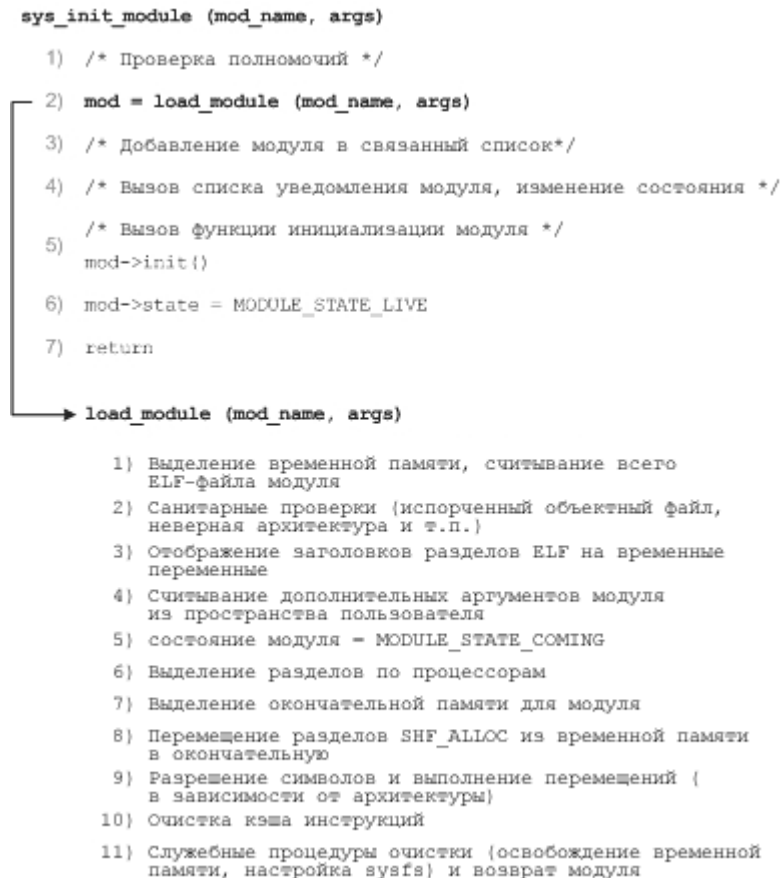 sys_init_module (mod_name, args)
1) /* Проверка полномочий */
2) mod = load_module (mod_name, args)
3) /* Добавление модуля в связанный список*/
4) /* Вызов списка уведомления модуля, изменение состояния */
5) /* Вызов функции инициализации модуля */
mod->init()
6) mod->state = MODULE_STATE_LIVE
7) return
load_module (mod_name, args)
1) Выделение временной памяти, считывание всего
ELF-файла модуля
2) Санитарные проверки (испорченный объектный файл,
неверная архитектура и т.п.)
3) Отображение заголовков разделов ELF на временные
переменные
4) Считывание дополнительных аргументов модуля
из пространства пользователя
5) состояние модуля = MODULE_STATE_COMING
6) Выделение разделов по процессорам
7) Выделение окончательной памяти для модуля
8) Перемещение разделов SHF_ALLOC из временной памяти
в окончательную
9) Разрешение символов и выполнение перемещений (
в зависимости от архитектуры)
10) Очистка кэша инструкций
11) Служебные процедуры очистки (освобождение временной
памяти, настройка sysfs) и возврат модуля